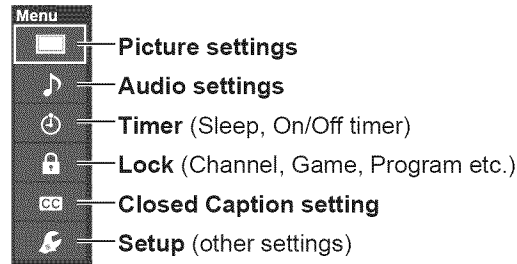 Menu
Picture settings
Audio settings
Timer (Sleep, On/Off timer)
Lock (Channel, Game, Program etc.)
CC Closed Caption setting
Setup (other settings)